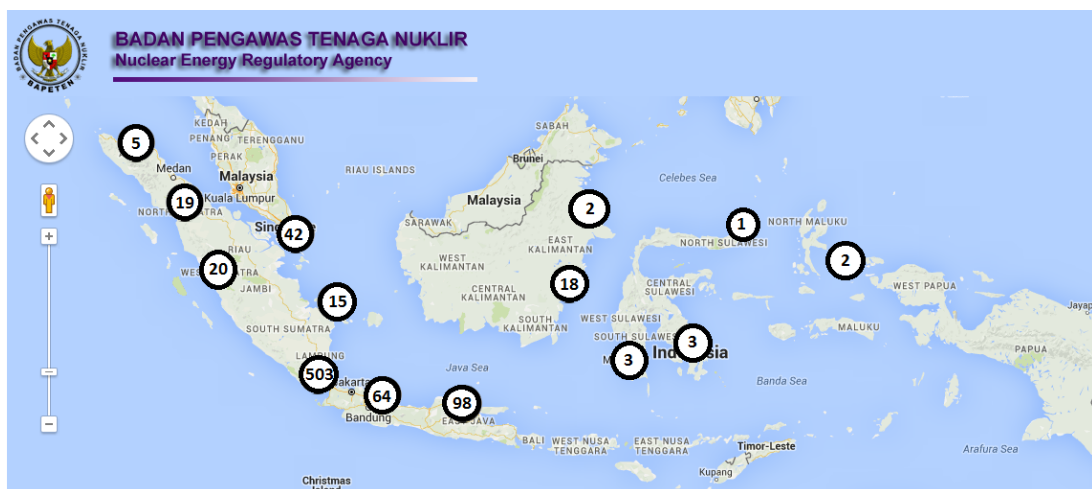 BADAN PENGAWAS TENAGA NUKLIR
Nuclear Energy Regulatory Agency
BADAN PENGAWAS TENAGA NUKLIR
BAPETEN
KEDAH
PENANG
TERENGGANU
PERAK
Malaysia
Kuala Lumpur
RIAU ISLANDS
SABAH
Brunei
Malaysia
SARAWAK
Celebes Sea
5
Medan
19
42
RIAU
20
JAMBI
15
SOUTH SUMATRA
LAMPUNG
503
64
Bandung
98
EAST JAVA
Java Sea
2
EAST
KALIMANTAN
WEST
KALIMANTAN
CENTRAL
KALIMANTAN
18
SOUTH
KALIMANTAN
1
NORTH SULAWESI
NORTH MALUKU
2
CENTRAL
SULAWESI
WEST SULAWESI
SOUTH
3
3
WEST PAPUA
MALUKU
PAPUA
Banda Sea
BALI
WEST NUSA
TENGGARA
EAST NUSA
TENGGARA
Timor-Leste
Kupang
Arafura Sea
Christmas